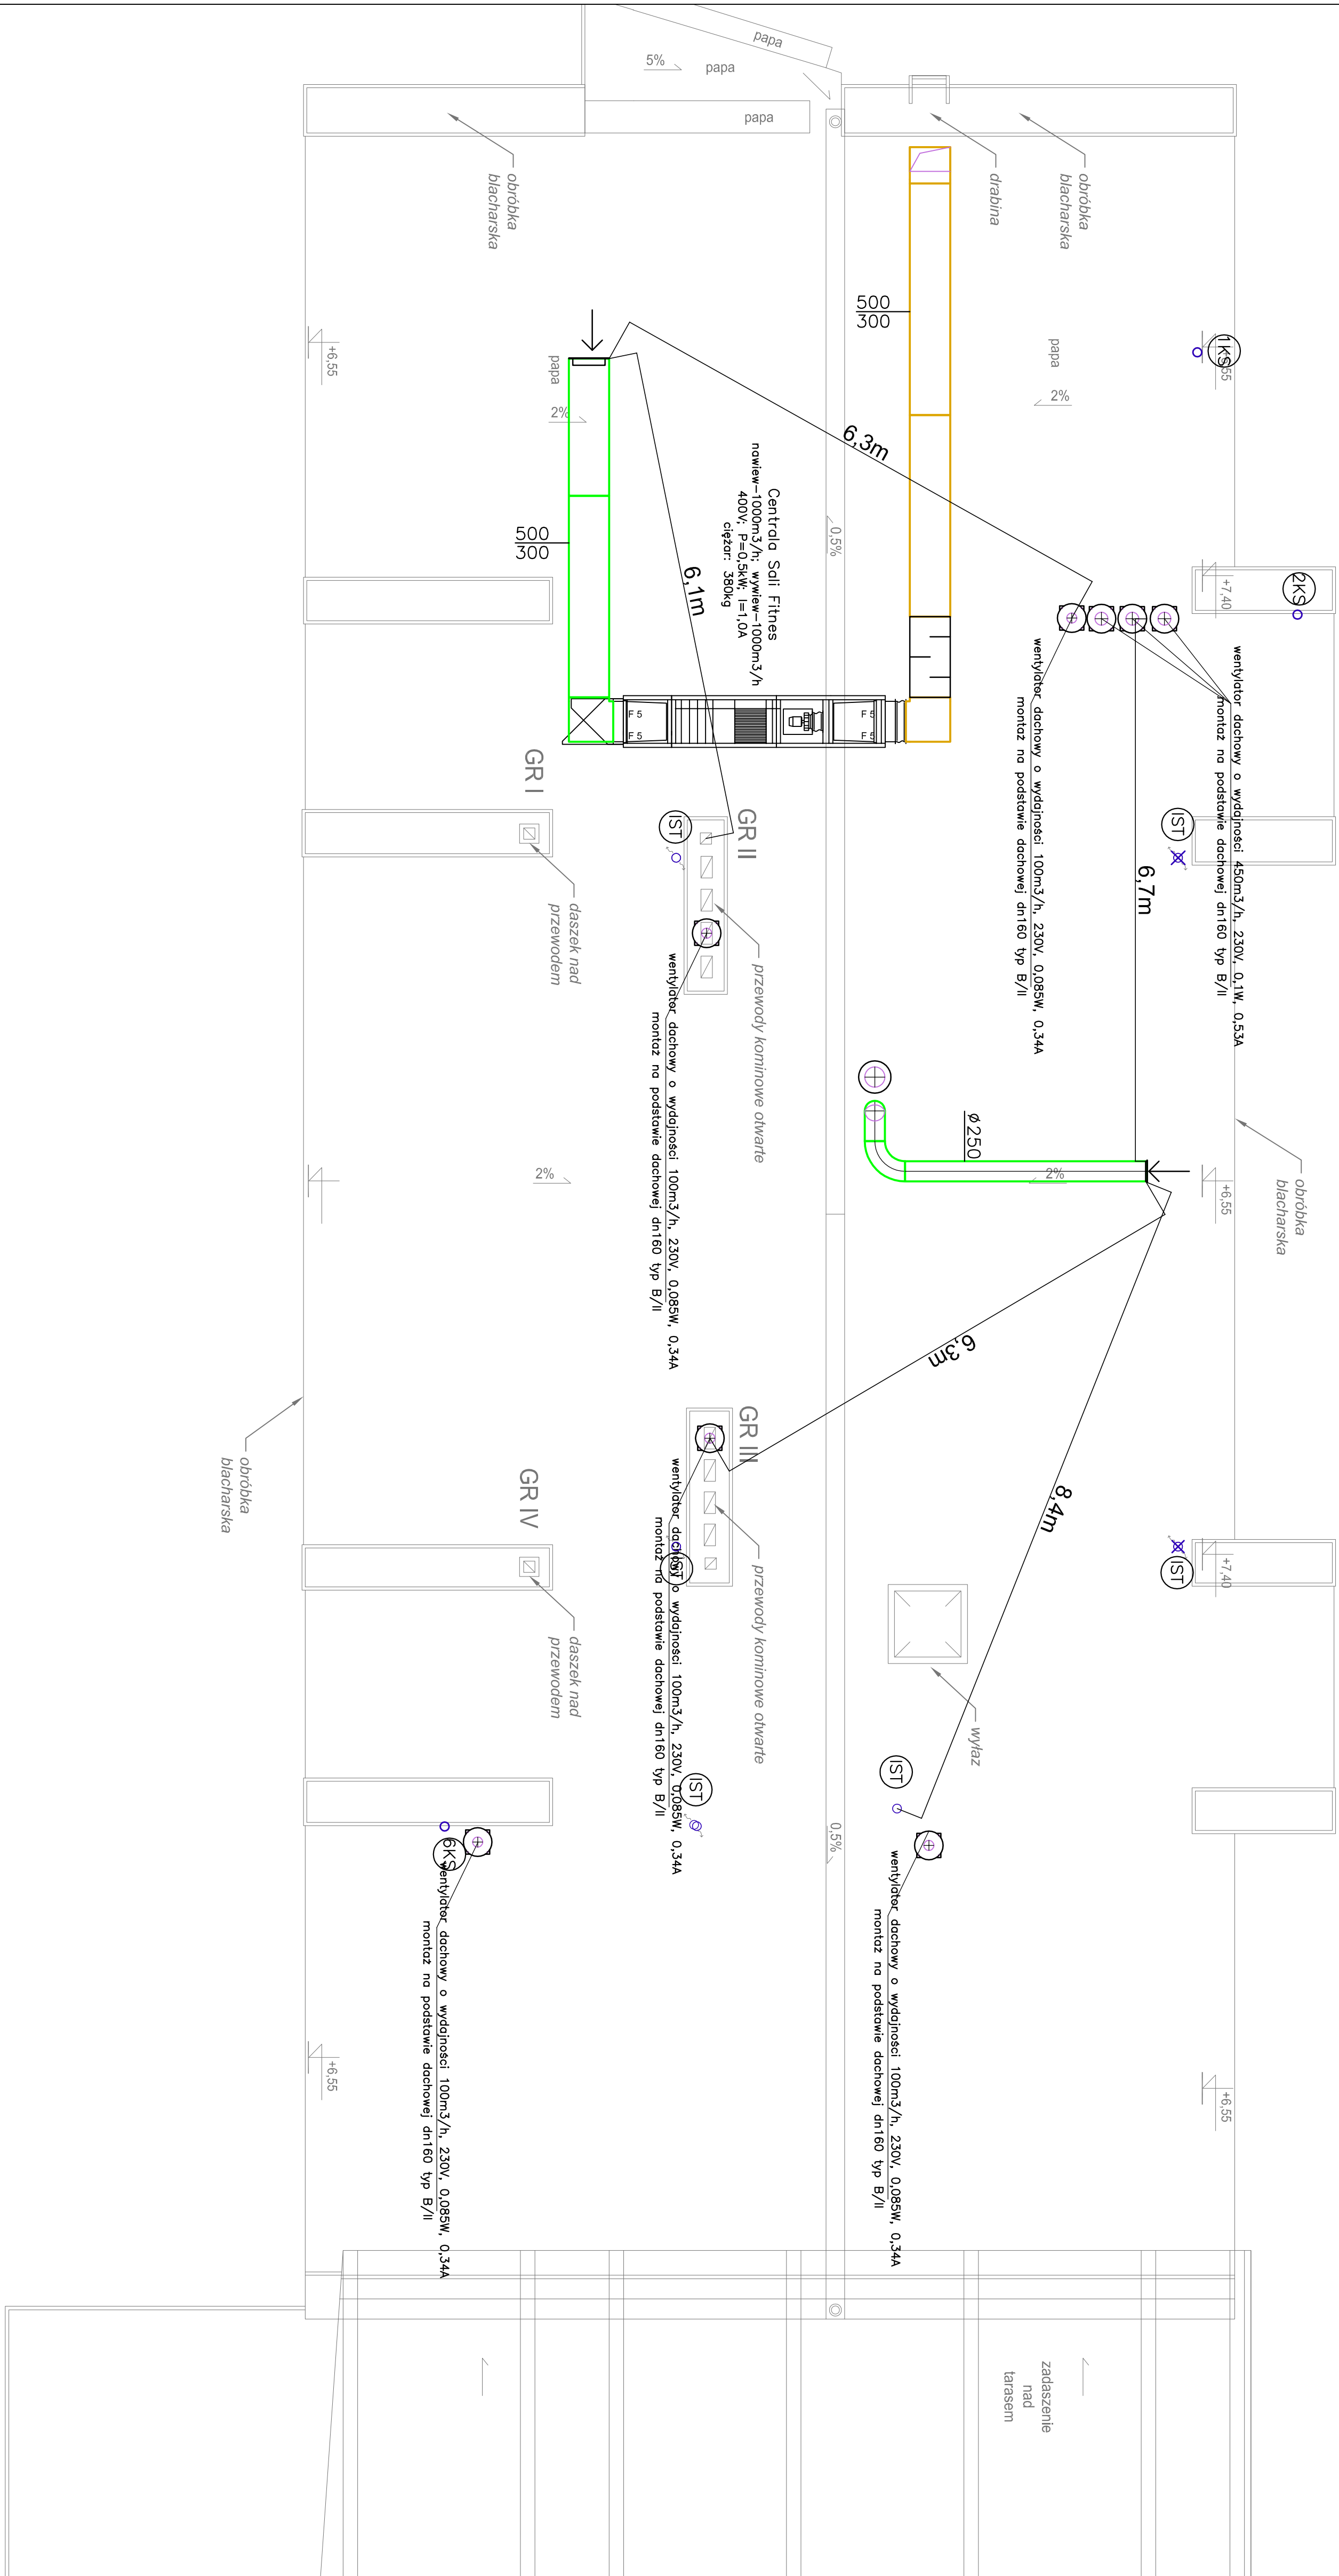 papa
5%
papa
papa
obróbka
blacharska
drabina
obróbka
blacharska
500
300
+6,55
papa
2%
papa
2%
1KS
6,3m
Centrala Sali Fitnes
nawiew-1000m3/h; wywiew-1000m3/h
400V; P=0,5kW; I=1,0A
ciężar: 380kg
500
300
0,5%
6,1m
+7,40
2KS
wentylator dachowy o wydajności 450m3/h, 230V, 0,1W, 0,53A
montaż na podstawie dachowej dn160 typ B/II
wentylator dachowy o wydajności 100m3/h, 230V, 0,085W, 0,34A
montaż na podstawie dachowej dn160 typ B/II
F 5
F 5
F 5
F 5
GR I
GR II
IST
IST
6,7m
daszek nad
przewodem
przewody kominowe otwarte
wentylator dachowy o wydajności 100m3/h, 230V, 0,085W, 0,34A
montaż na podstawie dachowej dn160 typ B/II
Ø250
2%
2%
+6,55
obróbka
blacharska
6,3m
8,4m
obróbka
blacharska
GR IV
GR III
wentylator dachowy o wydajności 100m3/h, 230V, 0,085W, 0,34A
montaż na podstawie dachowej dn160 typ B/II
IST
IST
+7,40
przewody kominowe otwarte
daszek nad
przewodem
wyłaz
IST
IST
0,5%
6KS
wentylator dachowy o wydajności 100m3/h, 230V, 0,085W, 0,34A
montaż na podstawie dachowej dn160 typ B/II
wentylator dachowy o wydajności 100m3/h, 230V, 0,085W, 0,34A
montaż na podstawie dachowej dn160 typ B/II
+6,55
+6,55
zadaszenie
nad
tarasem